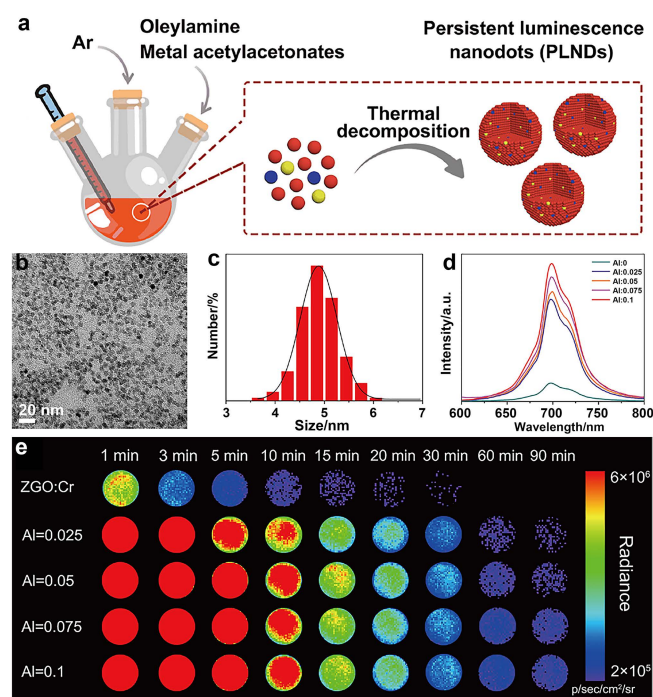 a
Ar
Oleylamine
Metal acetylacetonates
Persistent luminescence
nanodots (PLNDs)
Thermal
decomposition
b
20 nm
c
Number/%
3 4 5 6 7
Size/nm
d
Intensity/a.u.
Al:0
Al:0.025
Al:0.05
Al:0.075
Al:0.1
600 650 700 750 800
Wavelength/nm
e
1 min 3 min 5 min 10 min 15 min 20 min 30 min 60 min 90 min
ZGO:Cr
Al=0.025
Al=0.05
Al=0.075
Al=0.1
6×10⁶
Radiance
2×10⁵
p/sec/cm²/sr